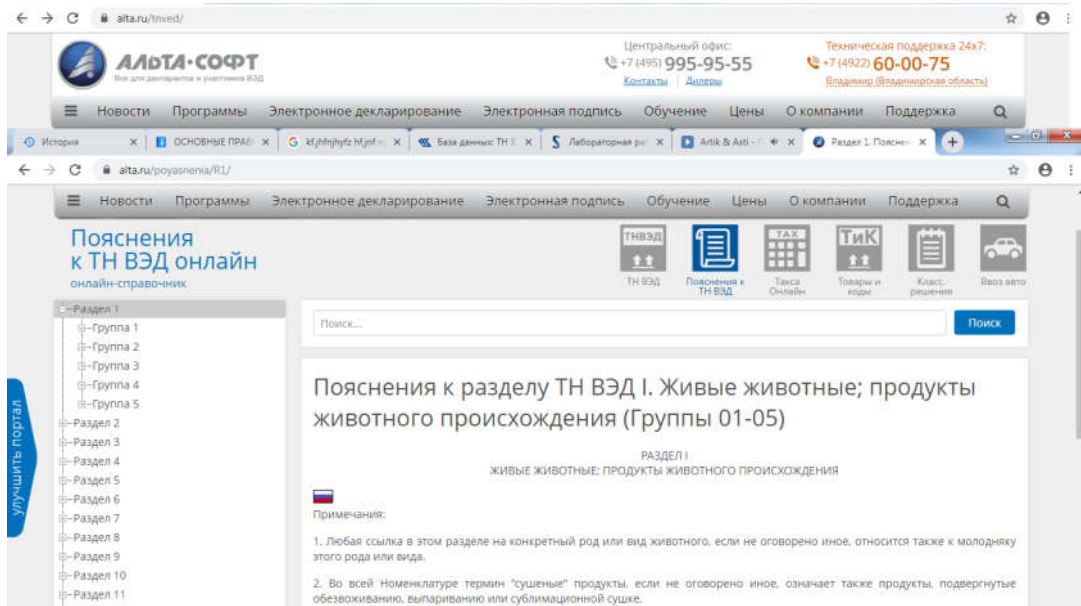 alta.ru/tnved/
АЛЬТА-СОФТ
Все для декларантов и участников ВЭД
Центральный офис:
+7 (495) 995-95-55
Контакты Дилеры
Техническая поддержка 24x7:
+7 (4922) 60-00-75
Владимир (Владимирская область)
Новости Программы Электронное декларирование Электронная подпись Обучение Цены О компании Поддержка
История ОСНОВНЫЕ ПРАВ База данных: ТН Лабораторная ра Artik & Asti - Раздел 1. Поясне
alta.ru/poyasnenia/R1/
Новости Программы Электронное декларирование Электронная подпись Обучение Цены О компании Поддержка
Пояснения
к ТН ВЭД онлайн
онлайн-справочник
ТНВЭД TAX ТиК
ТН ВЭД Пояснения к ТН ВЭД Такса Онлайн Товары и коды Класс. решения Ввоз авто
Раздел 1
Группа 1
Группа 2
Группа 3
Группа 4
Группа 5
Раздел 2
Раздел 3
Раздел 4
Раздел 5
Раздел 6
Раздел 7
Раздел 8
Раздел 9
Раздел 10
Раздел 11
улучшить портал
Поиск... Поиск
Пояснения к разделу ТН ВЭД I. Живые животные; продукты
животного происхождения (Группы 01-05)
РАЗДЕЛ I
ЖИВЫЕ ЖИВОТНЫЕ; ПРОДУКТЫ ЖИВОТНОГО ПРОИСХОЖДЕНИЯ
Примечания:
1. Любая ссылка в этом разделе на конкретный род или вид животного, если не оговорено иное, относится также к молодняку
этого рода или вида.
2. Во всей Номенклатуре термин "сушеные" продукты, если не оговорено иное, означает также продукты, подвергнутые
обезвоживанию, выпариванию или сублимационной сушке.